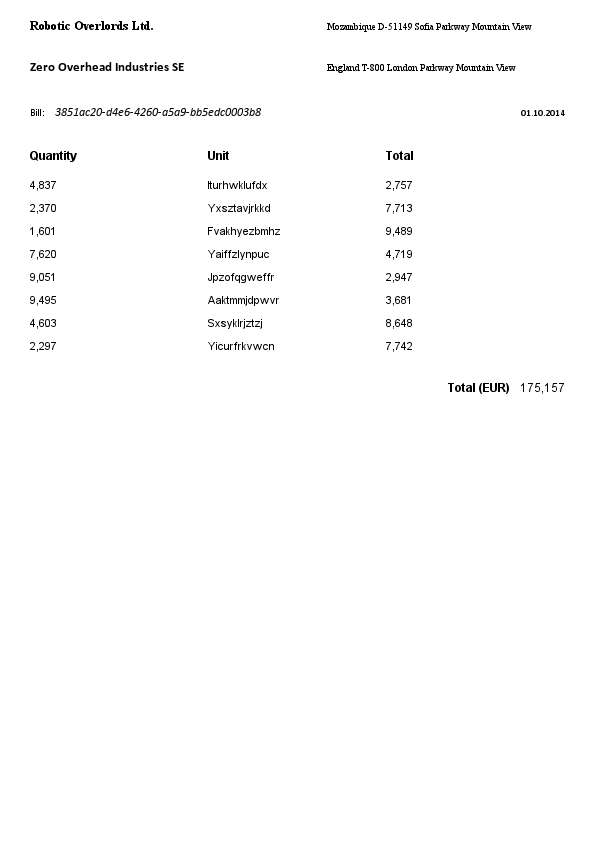 Robotic Overlords Ltd. Mozambique D-51149 Sofia Parkway Mountain View
Zero Overhead Industries SE England T-800 London Parkway Mountain View
Bill: 3851ac20-d4e6-4260-a5a9-bb5edc0003b8 01.10.2014
Quantity Unit Total
4,837 Iturhwklufdx 2,757
2,370 Yxsztavjrkkd 7,713
1,601 Fvakhyezbmhz 9,489
7,620 Yaiffzlynpuc 4,719
9,051 Jpzofqgweffr 2,947
9,495 Aaktmmjdpwvr 3,681
4,603 Sxsyklrjztzj 8,648
2,297 Yicurfrkvwcn 7,742
Total (EUR) 175,157